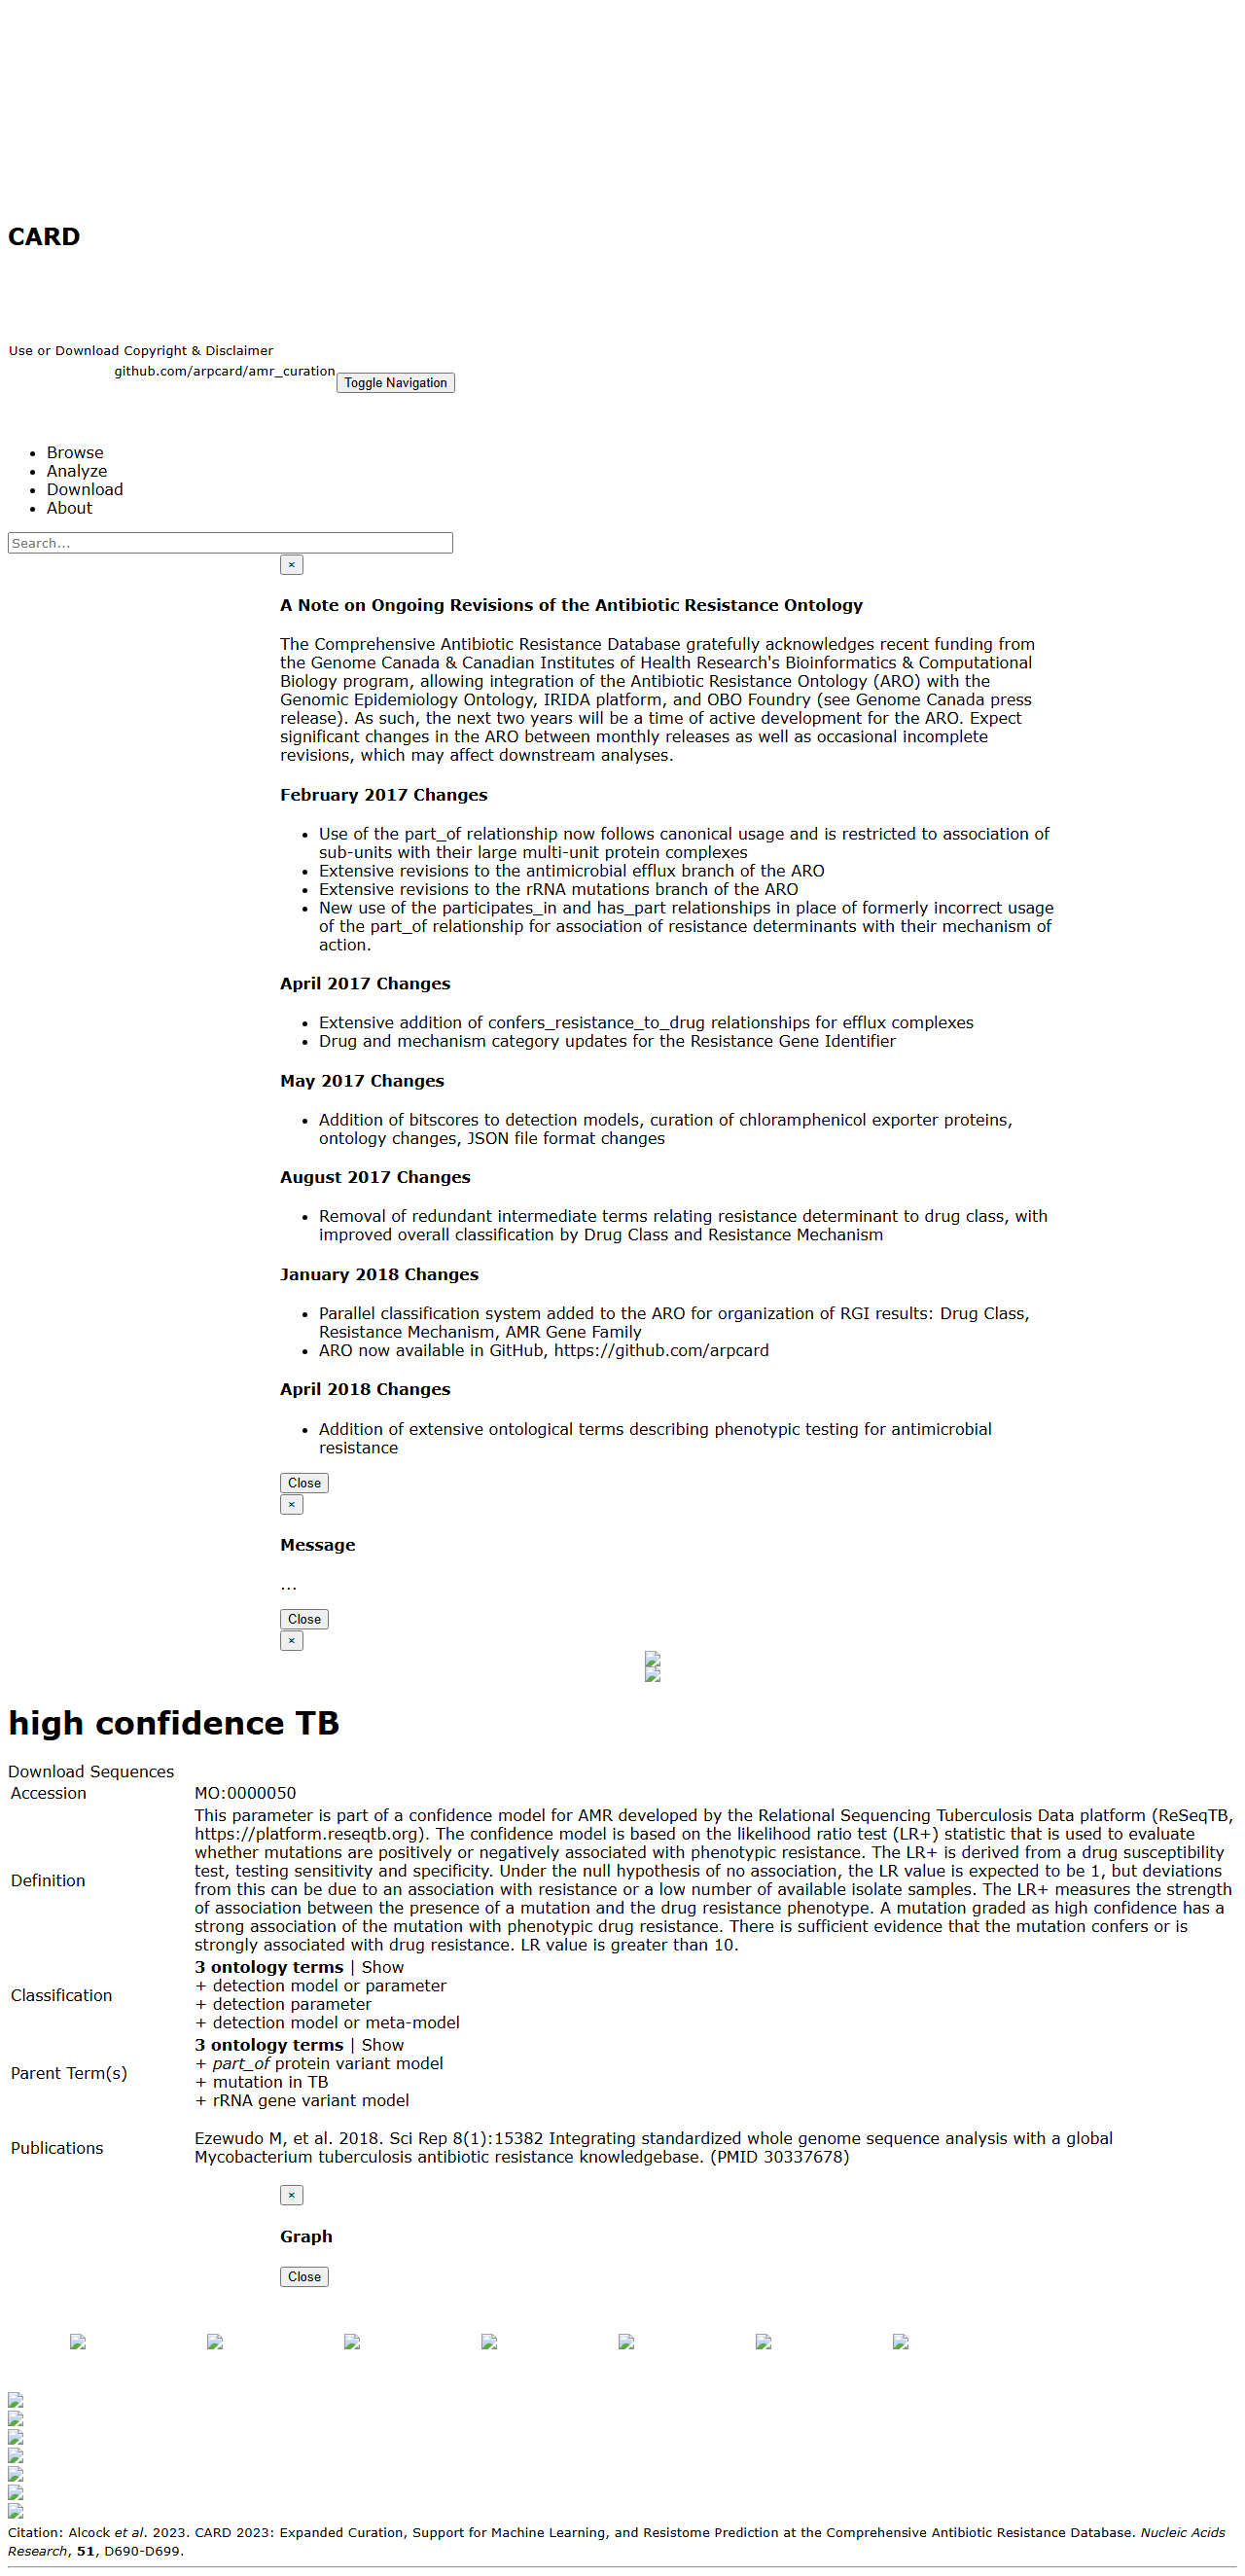 CARD
Use or Download Copyright & Disclaimer
github.com/arpcard/amr_curation
Toggle Navigation
• Browse
• Analyze
• Download
• About
Search...
×
A Note on Ongoing Revisions of the Antibiotic Resistance Ontology
The Comprehensive Antibiotic Resistance Database gratefully acknowledges recent funding from
the Genome Canada & Canadian Institutes of Health Research's Bioinformatics & Computational
Biology program, allowing integration of the Antibiotic Resistance Ontology (ARO) with the
Genomic Epidemiology Ontology, IRIDA platform, and OBO Foundry (see Genome Canada press
release). As such, the next two years will be a time of active development for the ARO. Expect
significant changes in the ARO between monthly releases as well as occasional incomplete
revisions, which may affect downstream analyses.
February 2017 Changes
• Use of the part_of relationship now follows canonical usage and is restricted to association of
sub-units with their large multi-unit protein complexes
• Extensive revisions to the antimicrobial efflux branch of the ARO
• Extensive revisions to the rRNA mutations branch of the ARO
• New use of the participates_in and has_part relationships in place of formerly incorrect usage
of the part_of relationship for association of resistance determinants with their mechanism of
action.
April 2017 Changes
• Extensive addition of confers_resistance_to_drug relationships for efflux complexes
• Drug and mechanism category updates for the Resistance Gene Identifier
May 2017 Changes
• Addition of bitscores to detection models, curation of chloramphenicol exporter proteins,
ontology changes, JSON file format changes
August 2017 Changes
• Removal of redundant intermediate terms relating resistance determinant to drug class, with
improved overall classification by Drug Class and Resistance Mechanism
January 2018 Changes
• Parallel classification system added to the ARO for organization of RGI results: Drug Class,
Resistance Mechanism, AMR Gene Family
• ARO now available in GitHub, https://github.com/arpcard
April 2018 Changes
• Addition of extensive ontological terms describing phenotypic testing for antimicrobial
resistance
Close
×
Message
...
Close
×
high confidence TB
Download Sequences
Accession MO:0000050
Definition This parameter is part of a confidence model for AMR developed by the Relational Sequencing Tuberculosis Data platform (ReSeqTB,
https://platform.reseqtb.org). The confidence model is based on the likelihood ratio test (LR+) statistic that is used to evaluate
whether mutations are positively or negatively associated with phenotypic resistance. The LR+ is derived from a drug susceptibility
test, testing sensitivity and specificity. Under the null hypothesis of no association, the LR value is expected to be 1, but deviations
from this can be due to an association with resistance or a low number of available isolate samples. The LR+ measures the strength
of association between the presence of a mutation and the drug resistance phenotype. A mutation graded as high confidence has a
strong association of the mutation with phenotypic drug resistance. There is sufficient evidence that the mutation confers or is
strongly associated with drug resistance. LR value is greater than 10.
Classification 3 ontology terms | Show
+ detection model or parameter
+ detection parameter
+ detection model or meta-model
Parent Term(s) 3 ontology terms | Show
+ part_of protein variant model
+ mutation in TB
+ rRNA gene variant model
Publications Ezewudo M, et al. 2018. Sci Rep 8(1):15382 Integrating standardized whole genome sequence analysis with a global
Mycobacterium tuberculosis antibiotic resistance knowledgebase. (PMID 30337678)
×
Graph
Close
Citation: Alcock et al. 2023. CARD 2023: Expanded Curation, Support for Machine Learning, and Resistome Prediction at the Comprehensive Antibiotic Resistance Database. Nucleic Acids
Research, 51, D690-D699.